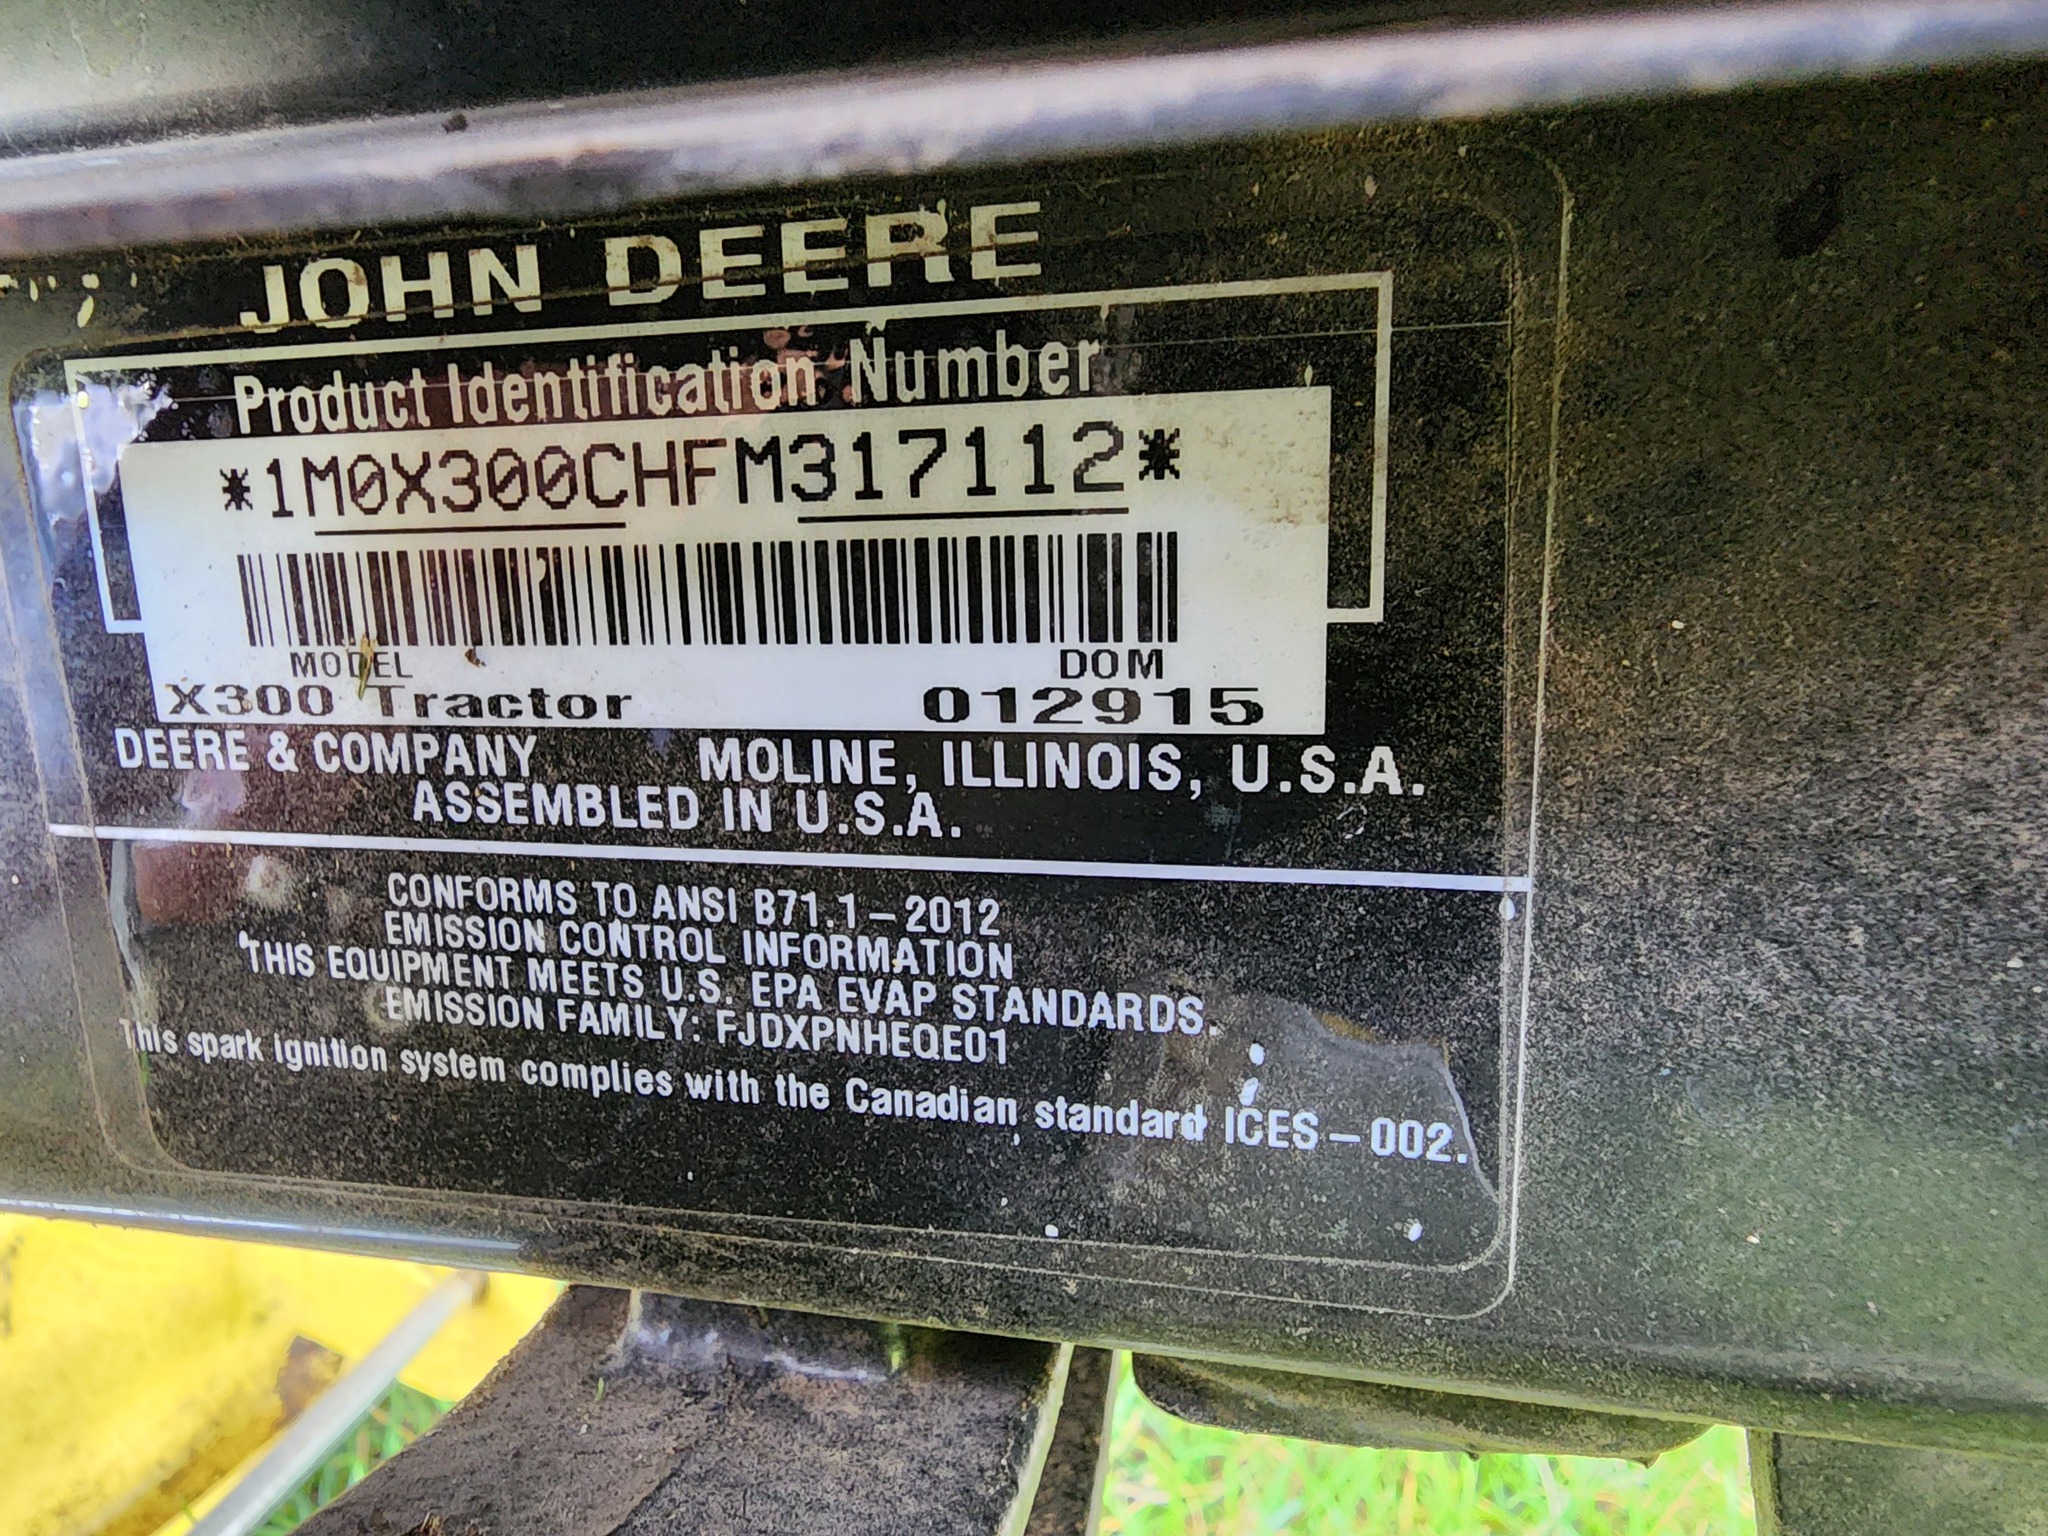 JOHN DEERE
Product Identification Number
*1M0X300CHFM317112*
MODEL DOM
X300 Tractor 012915
DEERE & COMPANY MOLINE, ILLINOIS, U.S.A.
ASSEMBLED IN U.S.A.
CONFORMS TO ANSI B71.1-2012
EMISSION CONTROL INFORMATION
THIS EQUIPMENT MEETS U.S. EPA EVAP STANDARDS.
EMISSION FAMILY: FJDXPNHEQE01
This spark ignition system complies with the Canadian standard ICES-002.